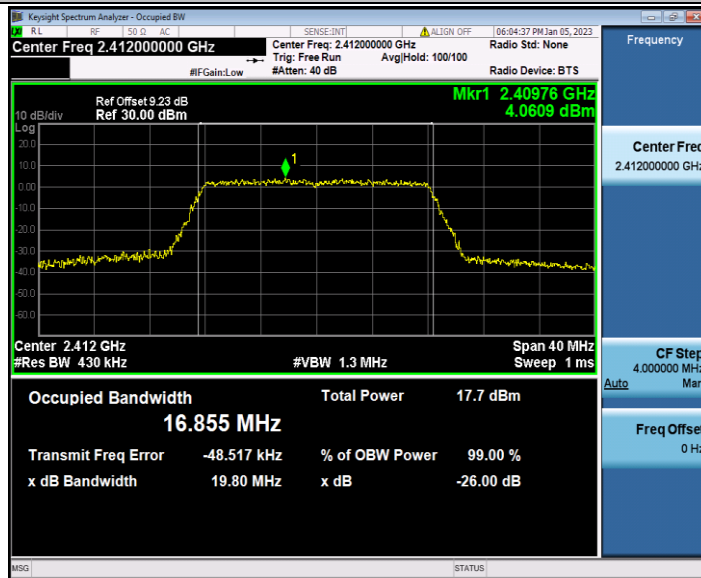 Keysight Spectrum Analyzer - Occupied BW
RL RF 50 Ω AC SENSE:INT ALIGN OFF 06:04:37 PM Jan 05, 2023
Center Freq 2.412000000 GHz
Center Freq: 2.412000000 GHz
Radio Std: None
Trig: Free Run Avg|Hold: 100/100
#IFGain:Low #Atten: 40 dB Radio Device: BTS
Ref Offset 9.23 dB
10 dB/div Ref 30.00 dBm
Mkr1 2.40976 GHz
4.0609 dBm
Log
20.0
10.0
0.00
-10.0
-20.0
-30.0
-40.0
-50.0
-60.0
1
Center 2.412 GHz Span 40 MHz
#Res BW 430 kHz #VBW 1.3 MHz Sweep 1 ms
Occupied Bandwidth Total Power 17.7 dBm
16.855 MHz
Transmit Freq Error -48.517 kHz % of OBW Power 99.00 %
x dB Bandwidth 19.80 MHz x dB -26.00 dB
MSG STATUS
Frequency
Center Freq
2.412000000 GHz
CF Step
4.000000 MHz
Auto Man
Freq Offset
0 Hz